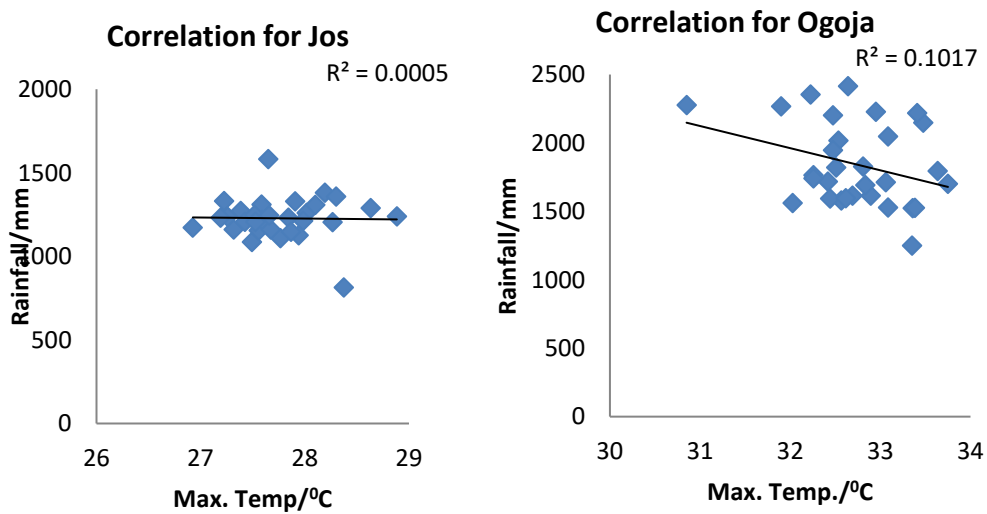 Correlation for Jos
R² = 0.0005
2000
1500
1000
500
0
Rainfall/mm
26 27 28 29
Max. Temp/⁰C
Correlation for Ogoja
R² = 0.1017
2500
2000
1500
1000
500
0
Rainfall/mm
30 31 32 33 34
Max. Temp./⁰C